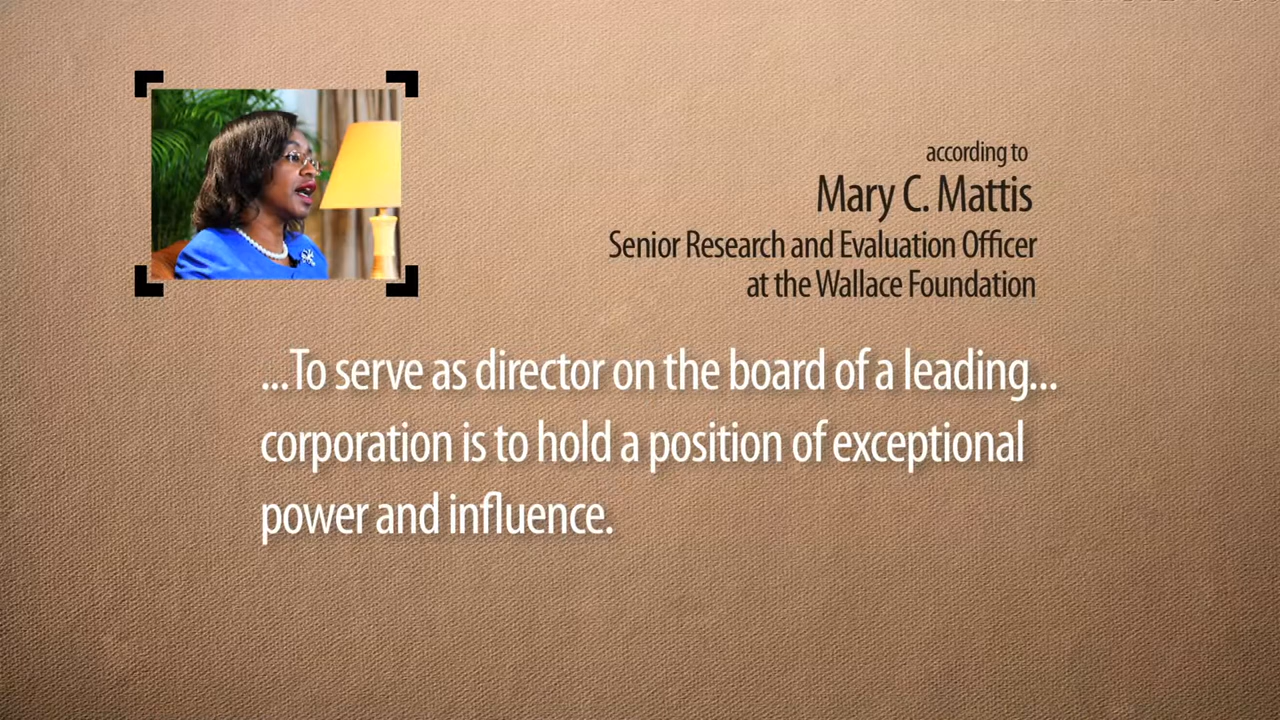 according to
Mary C. Mattis
Senior Research and Evaluation Officer
at the Wallace Foundation
...To serve as director on the board of a leading...
corporation is to hold a position of exceptional
power and influence.